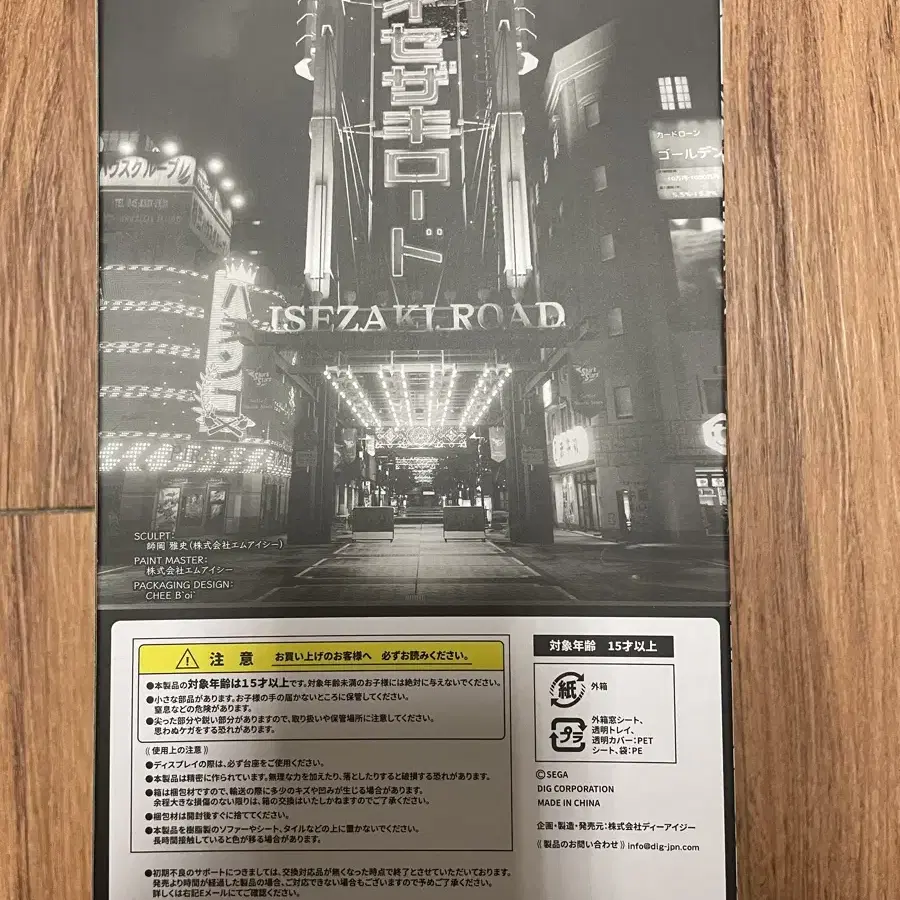 イセザキロード
カードローン
ゴールデン
ハウスクループ
パチンコ
ISEZAKI ROAD
SCULPT:
師岡 雅史(株式会社エムアイシー)
PAINT MASTER:
株式会社エムアイシー
PACKAGING DESIGN:
CHEE B`oi`
注 意 お買い上げのお客様へ 必ずお読みください。
●本製品の対象年齢は15才以上です。対象年齢未満のお子様には絶対に与えないでください。
●小さな部品があります。お子様の手の届かないところに保管してください。
窒息などの危険があります。
●尖った部分や鋭い部分がありますので、取り扱いや保管場所に注意してください。
思わぬケガをする恐れがあります。
《 使用上の注意 》
●ディスプレイの際は、必ず台座をご使用ください。
●本製品は精密に作られています。無理な力を加えたり、落としたりすると破損する恐れがあります。
●箱は梱包材ですので、輸送の際に多少のキズや凹みが生じる場合があります。
余程大きな損傷のない限りは、箱の交換はいたしかねますのでご了承ください。
●梱包材は開封後すぐに捨ててください。
●本製品を樹脂製のソファーやシート、タイルなどの上に置かないでください。
長時間接触していると色が移る場合があります。
●初期不良のサポートにつきましては、交換対応品が無くなった時点で終了とさせていただいております。
発売より時間が経過した製品の場合、ご対応できない場合もございますので予めご了承ください。
詳しくは右記Eメールにてご確認ください。
対象年齢 15才以上
紙 外箱
プラ
外箱窓シート、
透明トレイ、
透明カバー:PET
シート、袋:PE
©SEGA
DIG CORPORATION
MADE IN CHINA
企画・製造・発売元:株式会社ディーアイジー
《 製品のお問い合わせ 》info@dig-jpn.com